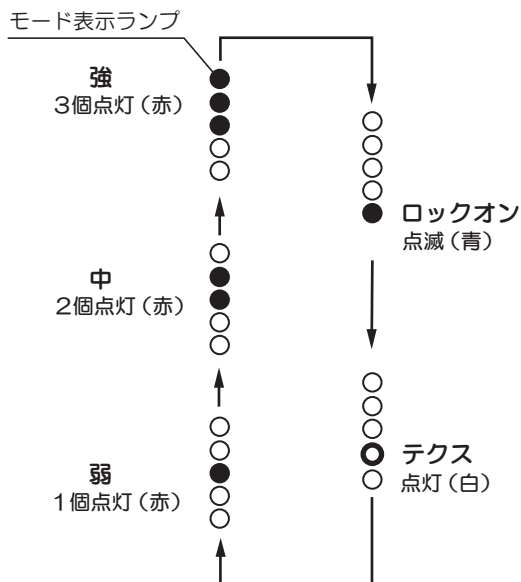 モード表示ランプ
強
3個点灯（赤）
中
2個点灯（赤）
弱
1個点灯（赤）
ロックオン
点滅（青）
テクス
点灯（白）